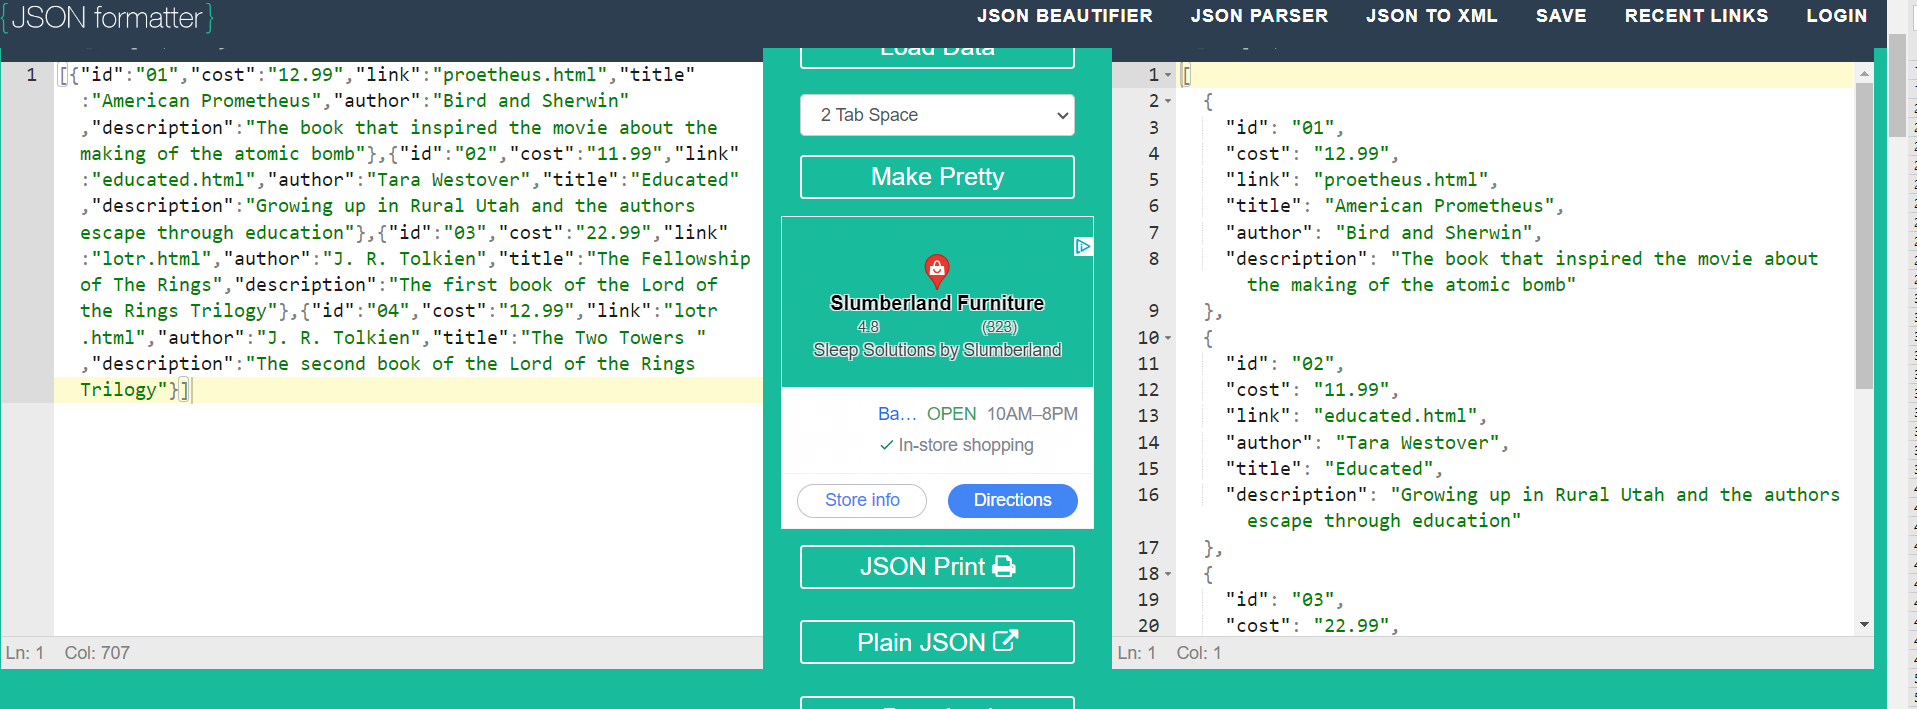 {JSON formatter}
JSON BEAUTIFIER JSON PARSER JSON TO XML SAVE RECENT LINKS LOGIN
1 [{"id":"01","cost":"12.99","link":"proetheus.html","title"
:"American Prometheus","author":"Bird and Sherwin"
,"description":"The book that inspired the movie about the
making of the atomic bomb"},{"id":"02","cost":"11.99","link"
:"educated.html","author":"Tara Westover","title":"Educated"
,"description":"Growing up in Rural Utah and the authors
escape through education"},{"id":"03","cost":"22.99","link"
:"lotr.html","author":"J. R. Tolkien","title":"The Fellowship
of The Rings","description":"The first book of the Lord of
the Rings Trilogy"},{"id":"04","cost":"12.99","link":"lotr
.html","author":"J. R. Tolkien","title":"The Two Towers "
,"description":"The second book of the Lord of the Rings
Trilogy"}]
Ln: 1 Col: 707
Load Data
2 Tab Space
Make Pretty
Slumberland Furniture
4.8 (323)
Sleep Solutions by Slumberland
Ba... OPEN 10AM–8PM
In-store shopping
Store info Directions
JSON Print
Plain JSON
1 [
2 {
3 "id": "01",
4 "cost": "12.99",
5 "link": "proetheus.html",
6 "title": "American Prometheus",
7 "author": "Bird and Sherwin",
8 "description": "The book that inspired the movie about
the making of the atomic bomb"
9 },
10 {
11 "id": "02",
12 "cost": "11.99",
13 "link": "educated.html",
14 "author": "Tara Westover",
15 "title": "Educated",
16 "description": "Growing up in Rural Utah and the authors
escape through education"
17 },
18 {
19 "id": "03",
20 "cost": "22.99",
Ln: 1 Col: 1